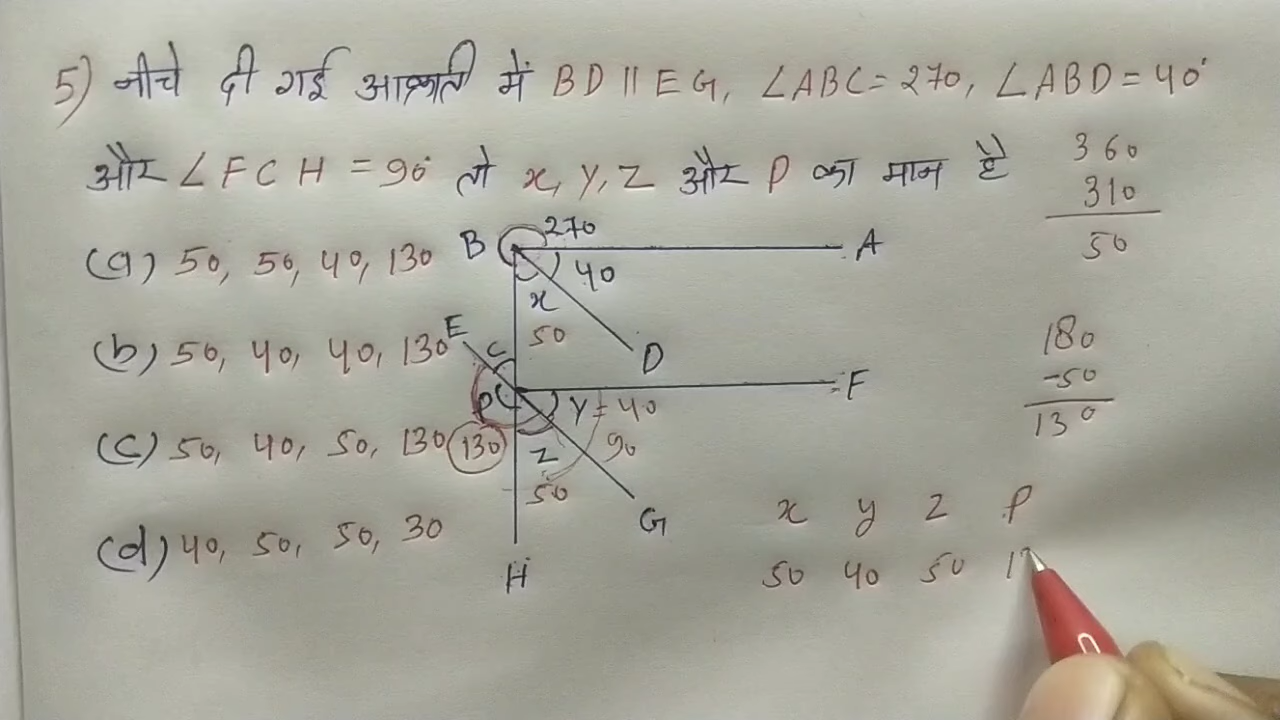 5) नीचे दी गई आकृती में BD || EG, ∠ABC = 270, ∠ABD = 40°
और ∠FCH = 90° तो x, y, z और P का मान है
360
310
50
(a) 50, 50, 40, 130
(b) 50, 40, 40, 130
(c) 50, 40, 50, 130
(d) 40, 50, 50, 30
B 270 A
40
x
50
E
C D
F
P y = 40
130 z 90
50
G
H
180
-50
130
x y z P
50 40 50 1